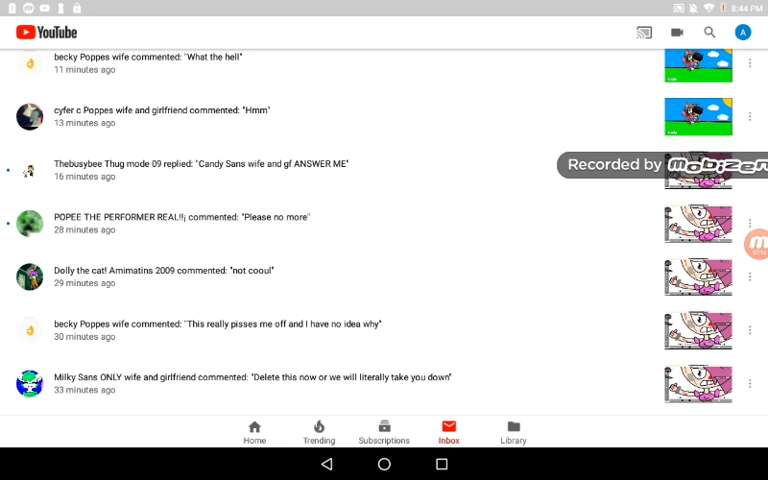 8:44 PM
YouTube
A
becky Poppes wife commented: "What the hell"
11 minutes ago
cyfer c Poppes wife and girlfriend commented: "Hmm"
13 minutes ago
Thebusybee Thug mode 09 replied: "Candy Sans wife and gf ANSWER ME"
16 minutes ago
Recorded by mobizen
POPEE THE PERFORMER REAL!!¡ commented: "Please no more"
28 minutes ago
Dolly the cat! Amimatins 2009 commented: "not cooul"
29 minutes ago
becky Poppes wife commented: "This really pisses me off and I have no idea why"
30 minutes ago
Milky Sans ONLY wife and girlfriend commented: "Delete this now or we will literally take you down"
33 minutes ago
Home Trending Subscriptions Inbox Library